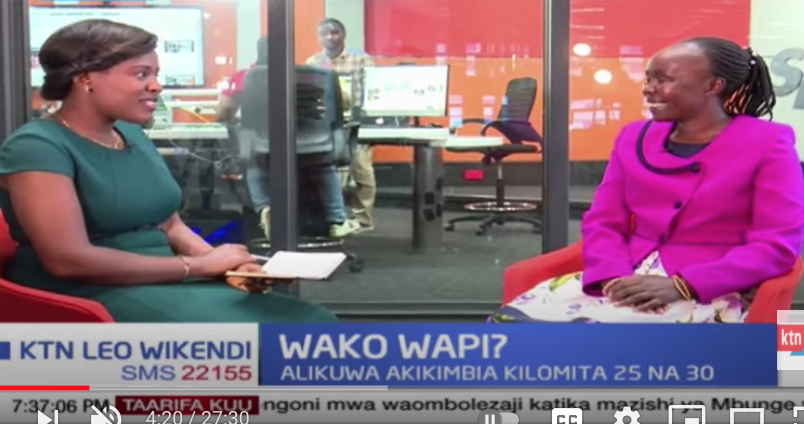 KTN LEO WIKENDI
SMS 22155
WAKO WAPI?
ALIKUWA AKIKIMBIA KILOMITA 25 NA 30
ktn
7:37:06 PM TAARIFA KUU ngoni mwa waombolezaji katika mazishi ya Mbunge
4:20 / 27:30
CC